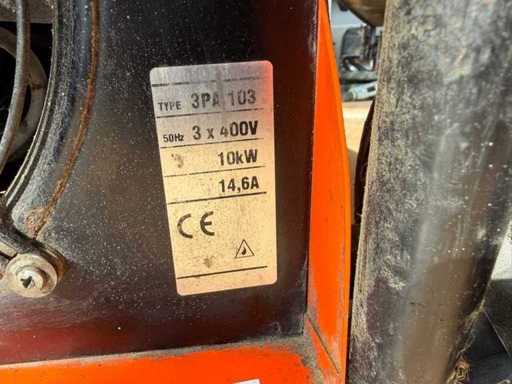 TYPE 3PA 103
50Hz 3 x 400V
10kW
14,6A
CE